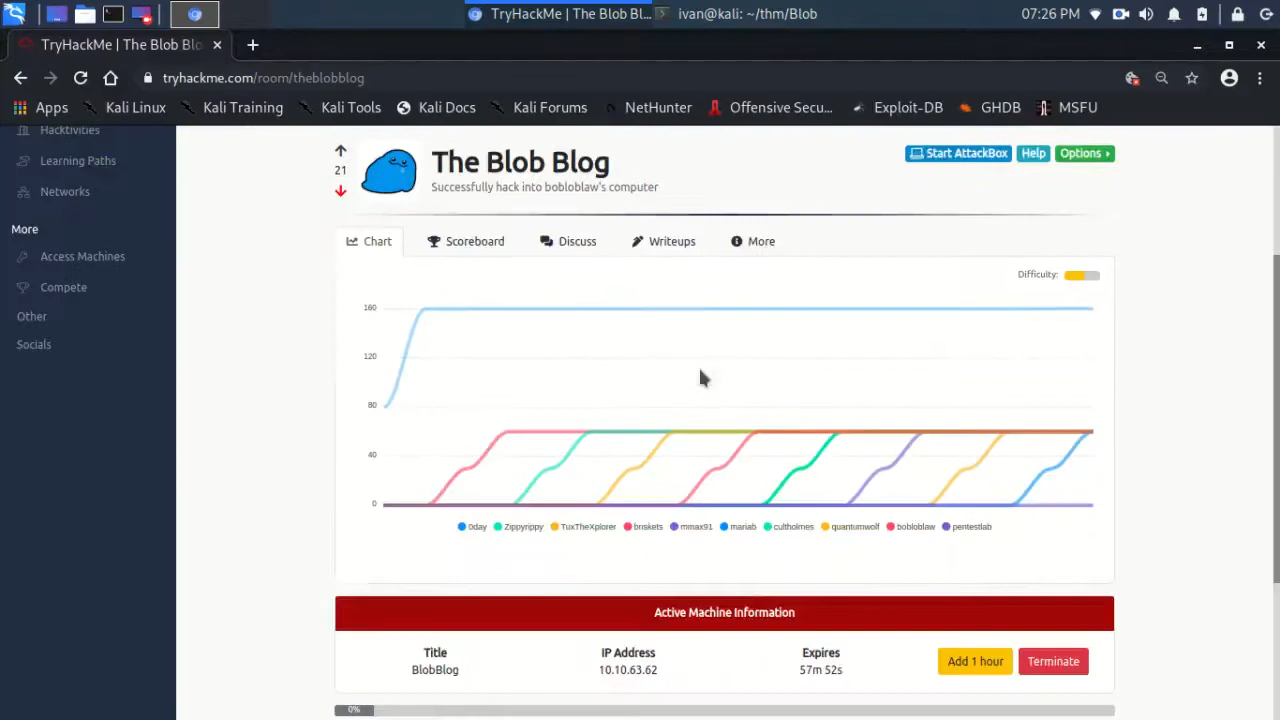 TryHackMe | The Blob Bl...
ivan@kali: ~/thm/Blob
07:26 PM
TryHackMe | The Blob Blo
tryhackme.com/room/theblobblog
Apps
Kali Linux
Kali Training
Kali Tools
Kali Docs
Kali Forums
NetHunter
Offensive Secu...
Exploit-DB
GHDB
MSFU
Hacktivities
Learning Paths
Networks
More
Access Machines
Compete
Other
Socials
21
The Blob Blog
Successfully hack into bobloblaw's computer
Start AttackBox
Help
Options
Chart
Scoreboard
Discuss
Writeups
More
Difficulty:
160
120
80
40
0
0day
Zippyrippy
TuxTheXplorer
briskets
mmax91
mariab
cultholmes
quantumwolf
bobloblaw
pentestlab
Active Machine Information
Title
IP Address
Expires
BlobBlog
10.10.63.62
57m 52s
Add 1 hour
Terminate
0%